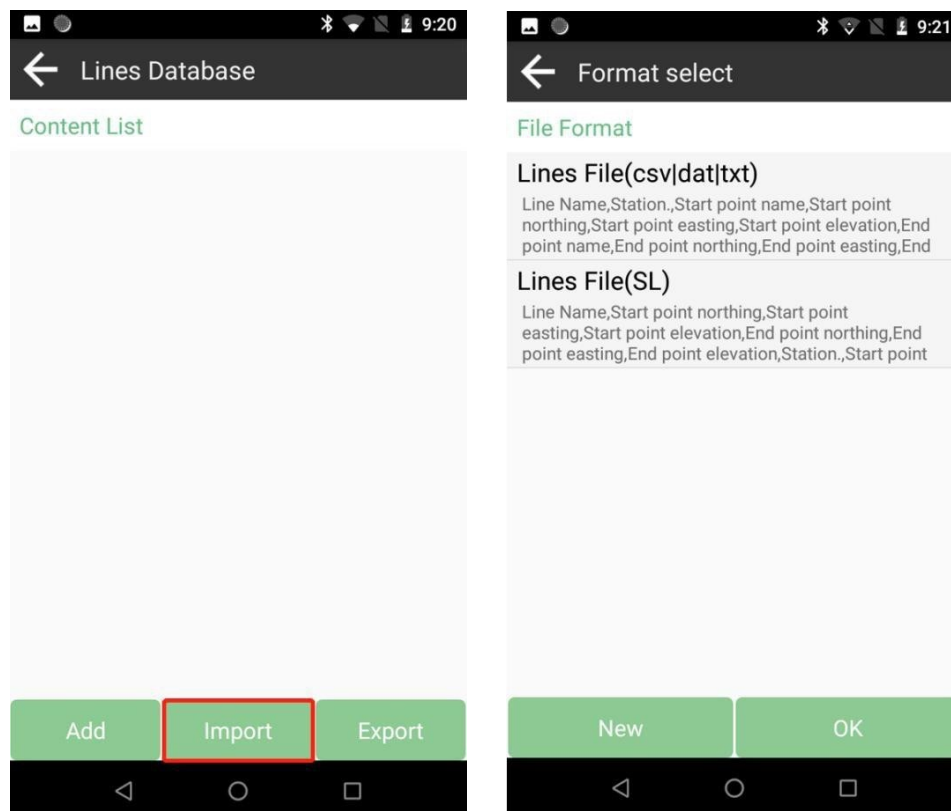 9:20
Lines Database
Content List
Add
Import
Export
9:21
Format select
File Format
Lines File(csv|dat|txt)
Line Name,Station.,Start point name,Start point
northing,Start point easting,Start point elevation,End
point name,End point northing,End point easting,End
Lines File(SL)
Line Name,Start point northing,Start point
easting,Start point elevation,End point northing,End
point easting,End point elevation,Station.,Start point
New
OK